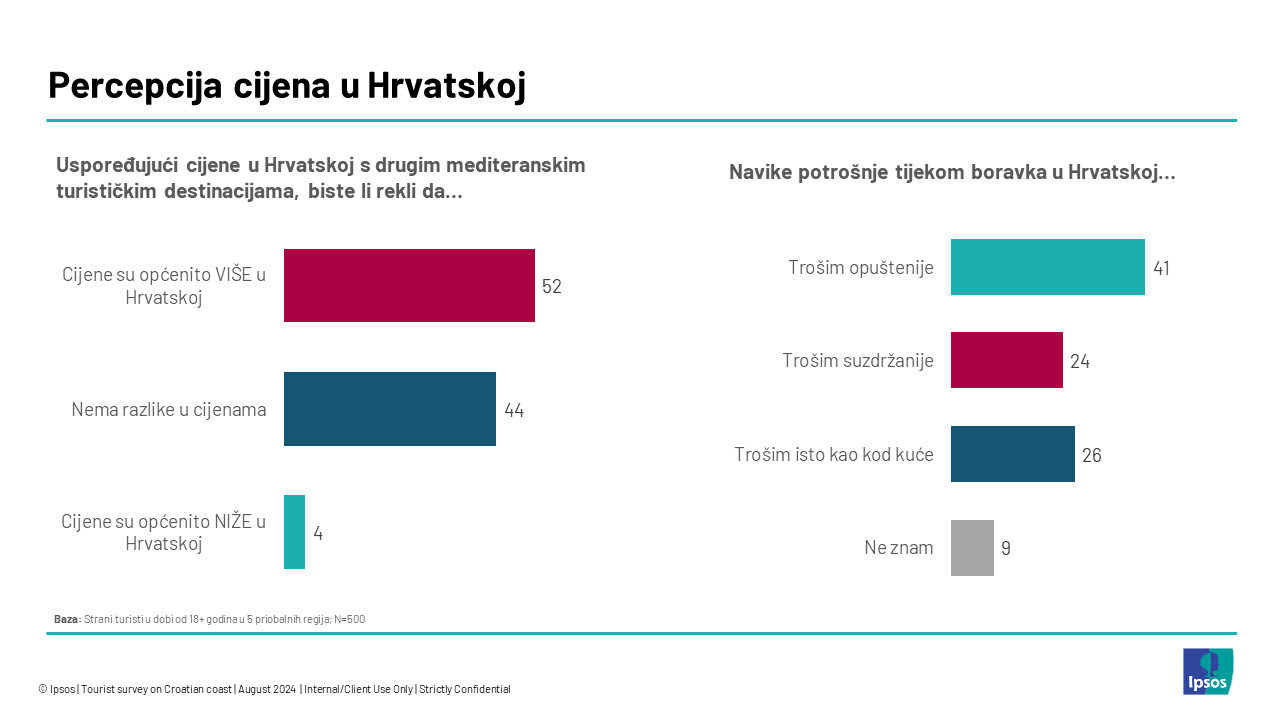 Percepcija cijena u Hrvatskoj
Uspoređujući cijene u Hrvatskoj s drugim mediteranskim
turističkim destinacijama, biste li rekli da...
Cijene su općenito VIŠE u
Hrvatskoj
52
Nema razlike u cijenama
44
Cijene su općenito NIŽE u
Hrvatskoj
4
Navike potrošnje tijekom boravka u Hrvatskoj...
Trošim opuštenije
41
Trošim suzdržanije
24
Trošim isto kao kod kuće
26
Ne znam
9
Baza: Strani turisti u dobi od 18+ godina u 5 priobalnih regija; N=500
© Ipsos | Tourist survey on Croatian coast | August 2024 | Internal/Client Use Only | Strictly Confidential
Ipsos